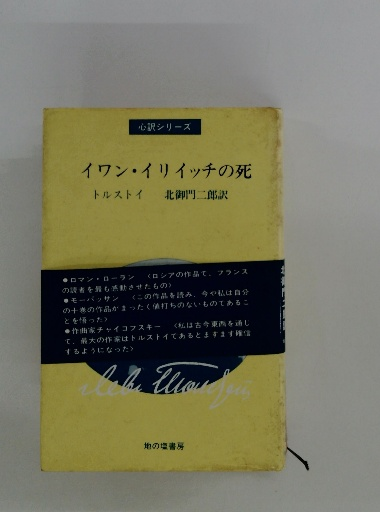 心訳シリーズ
イワン・イリイッチの死
トルストイ　北御門二郎訳
●ロマン・ローラン　〈ロシアの作品で、フランス
の読者を最も感動させたもの〉
●モーパッサン　〈この作品を読み、今や私は自分
の十巻の作品がまったく値打ちのないものであるこ
とを悟った〉
●作曲家チャイコフスキー　〈私は古今東西を通じ
て、最大の作家はトルストイであるとますます確信
するようになった〉
地の塩書房